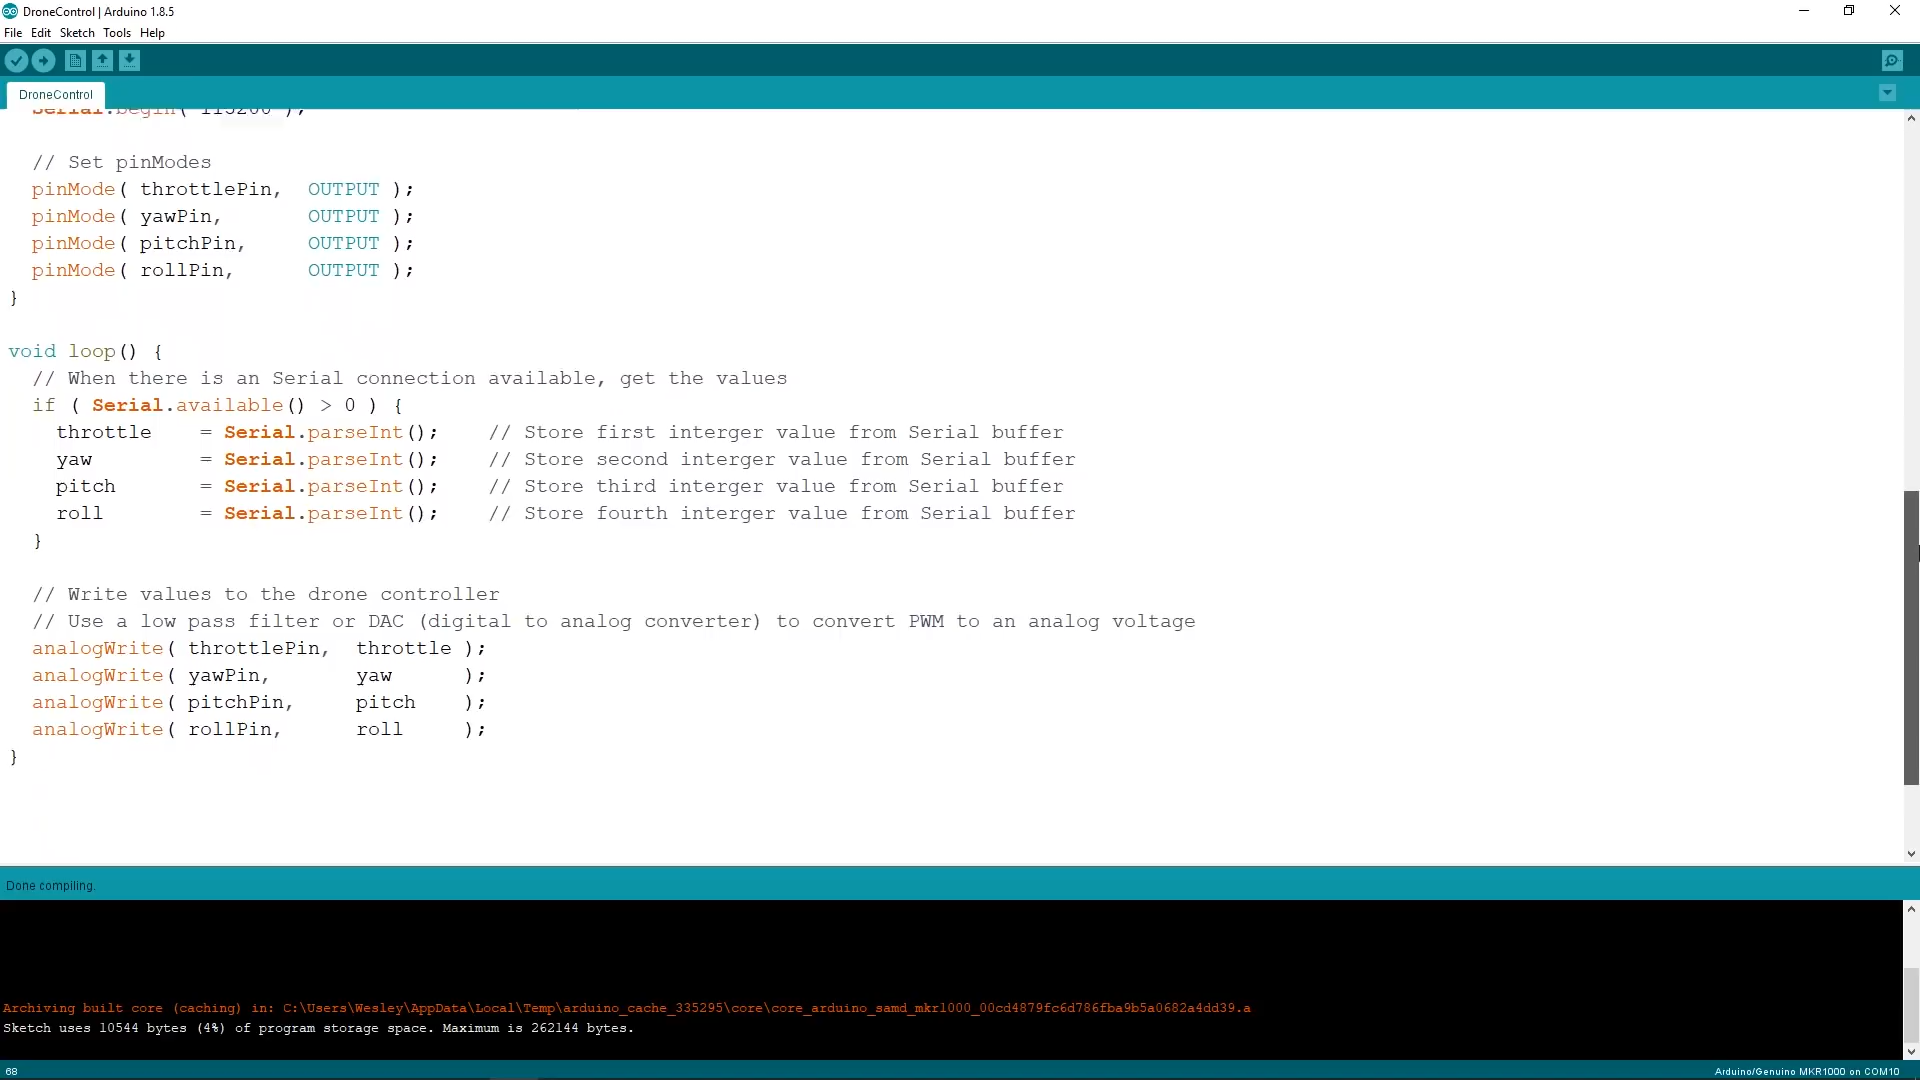 DroneControl | Arduino 1.8.5
File Edit Sketch Tools Help
DroneControl
Serial.begin( 115200 );
// Set pinModes
pinMode( throttlePin, OUTPUT );
pinMode( yawPin, OUTPUT );
pinMode( pitchPin, OUTPUT );
pinMode( rollPin, OUTPUT );
}
void loop() {
// When there is an Serial connection available, get the values
if ( Serial.available() > 0 ) {
throttle = Serial.parseInt(); // Store first interger value from Serial buffer
yaw = Serial.parseInt(); // Store second interger value from Serial buffer
pitch = Serial.parseInt(); // Store third interger value from Serial buffer
roll = Serial.parseInt(); // Store fourth interger value from Serial buffer
}
// Write values to the drone controller
// Use a low pass filter or DAC (digital to analog converter) to convert PWM to an analog voltage
analogWrite( throttlePin, throttle );
analogWrite( yawPin, yaw );
analogWrite( pitchPin, pitch );
analogWrite( rollPin, roll );
}
Done compiling.
Archiving built core (caching) in: C:\Users\Wesley\AppData\Local\Temp\arduino_cache_335295\core\core_arduino_samd_mkr1000_00cd4879fc6d786fba9b5a0682a4dd39.a
Sketch uses 10544 bytes (4%) of program storage space. Maximum is 262144 bytes.
68
Arduino/Genuino MKR1000 on COM10